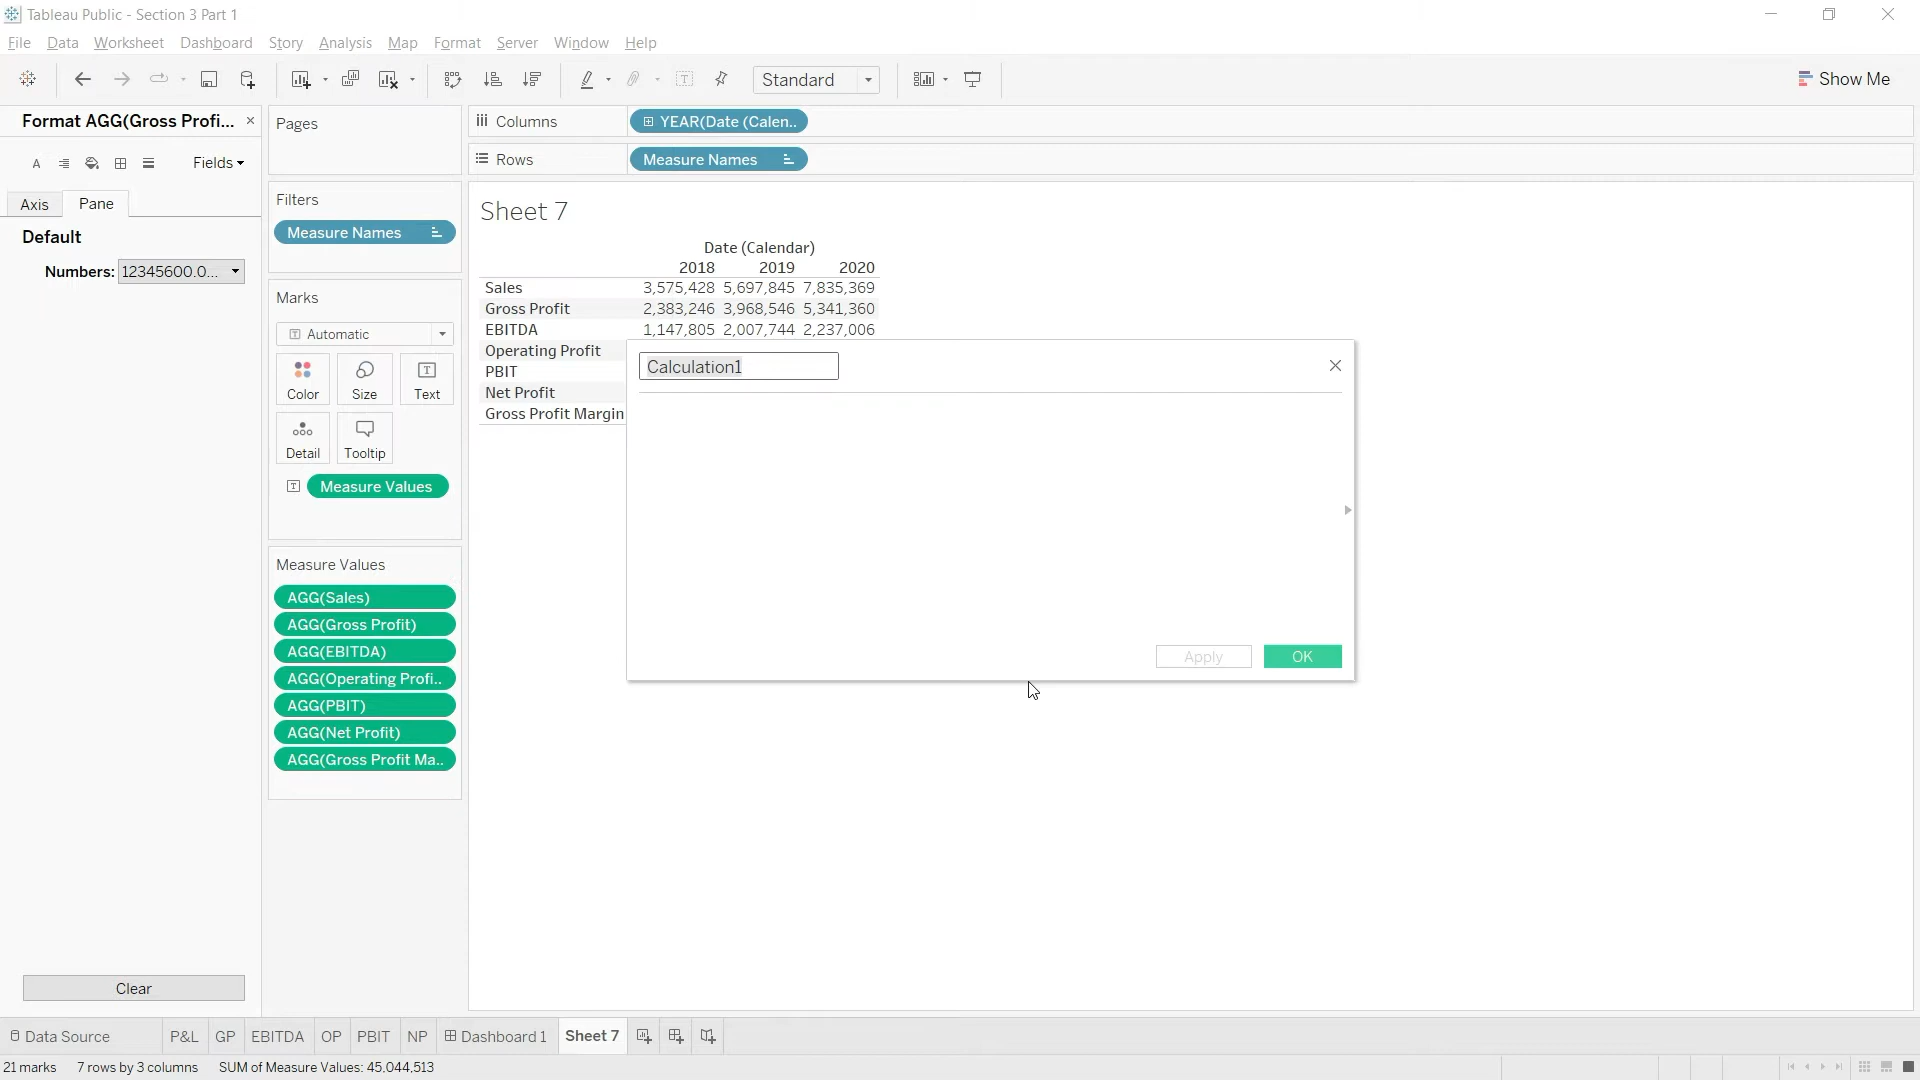 Tableau Public - Section 3 Part 1
File Data Worksheet Dashboard Story Analysis Map Format Server Window Help
Standard
Show Me
Format AGG(Gross Profi...
Fields
Axis Pane
Default
Numbers: 12345600.0...
Clear
Pages
Filters
Measure Names
Marks
Automatic
Color Size Text
Detail Tooltip
Measure Values
Measure Values
AGG(Sales)
AGG(Gross Profit)
AGG(EBITDA)
AGG(Operating Profi..
AGG(PBIT)
AGG(Net Profit)
AGG(Gross Profit Ma..
Columns YEAR(Date (Calen..
Rows Measure Names
Sheet 7
Date (Calendar)
2018 2019 2020
Sales 3,575,428 5,697,845 7,835,369
Gross Profit 2,383,246 3,968,546 5,341,360
EBITDA 1,147,805 2,007,744 2,237,006
Operating Profit
PBIT
Net Profit
Gross Profit Margin
Calculation1
Apply OK
Data Source P&L GP EBITDA OP PBIT NP Dashboard 1 Sheet 7
21 marks 7 rows by 3 columns SUM of Measure Values: 45,044,513